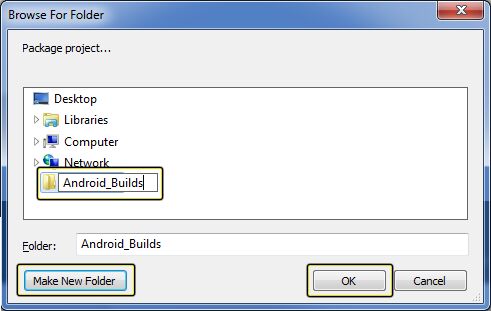 Browse For Folder
Package project...
Desktop
Libraries
Computer
Network
Android_Builds
Folder: Android_Builds
Make New Folder OK Cancel